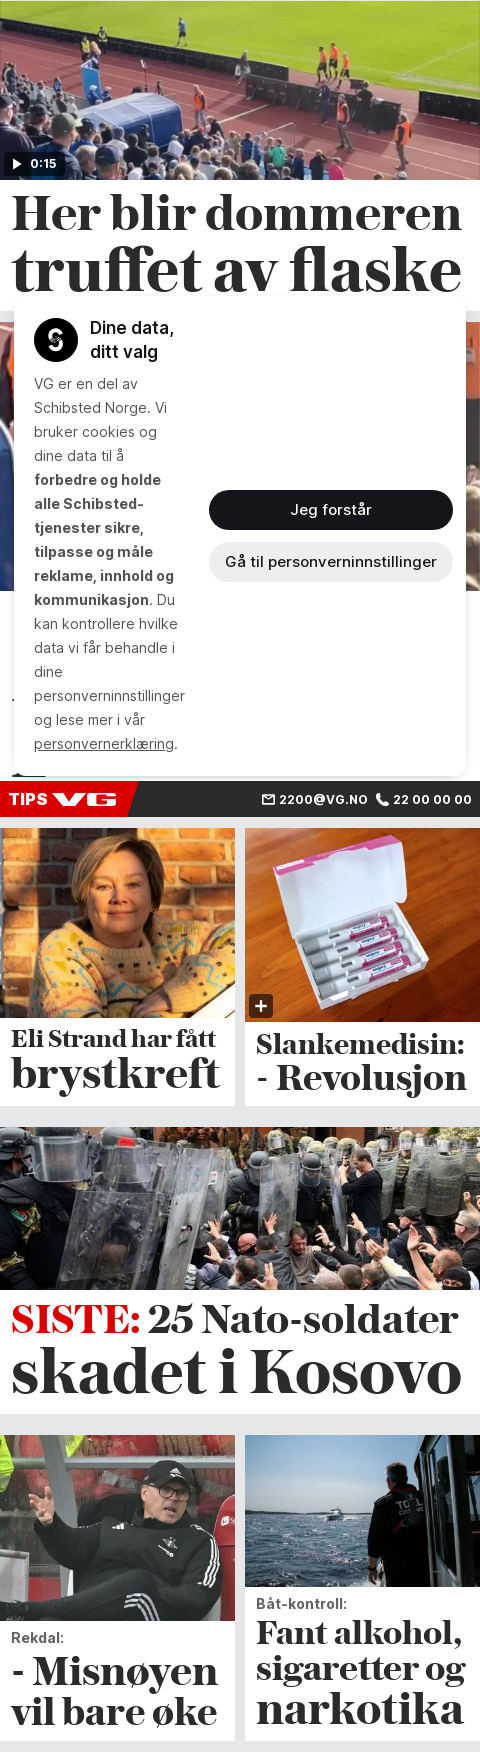 0:15
Her blir dommeren
truffet av flaske
Dine data,
ditt valg
VG er en del av
Schibsted Norge. Vi
bruker cookies og
dine data til å
forbedre og holde
alle Schibsted-
tjenester sikre,
tilpasse og måle
reklame, innhold og
kommunikasjon. Du
kan kontrollere hvilke
data vi får behandle i
dine
personverninnstillinger
og lese mer i vår
personvernerklæring.
Jeg forstår
Gå til personverninnstillinger
TIPS VG
2200@VG.NO 22 00 00 00
Eli Strand har fått
brystkreft
Slankemedisin:
- Revolusjon
SISTE: 25 Nato-soldater
skadet i Kosovo
Rekdal:
- Misnøyen
vil bare øke
Båt-kontroll:
Fant alkohol,
sigaretter og
narkotika